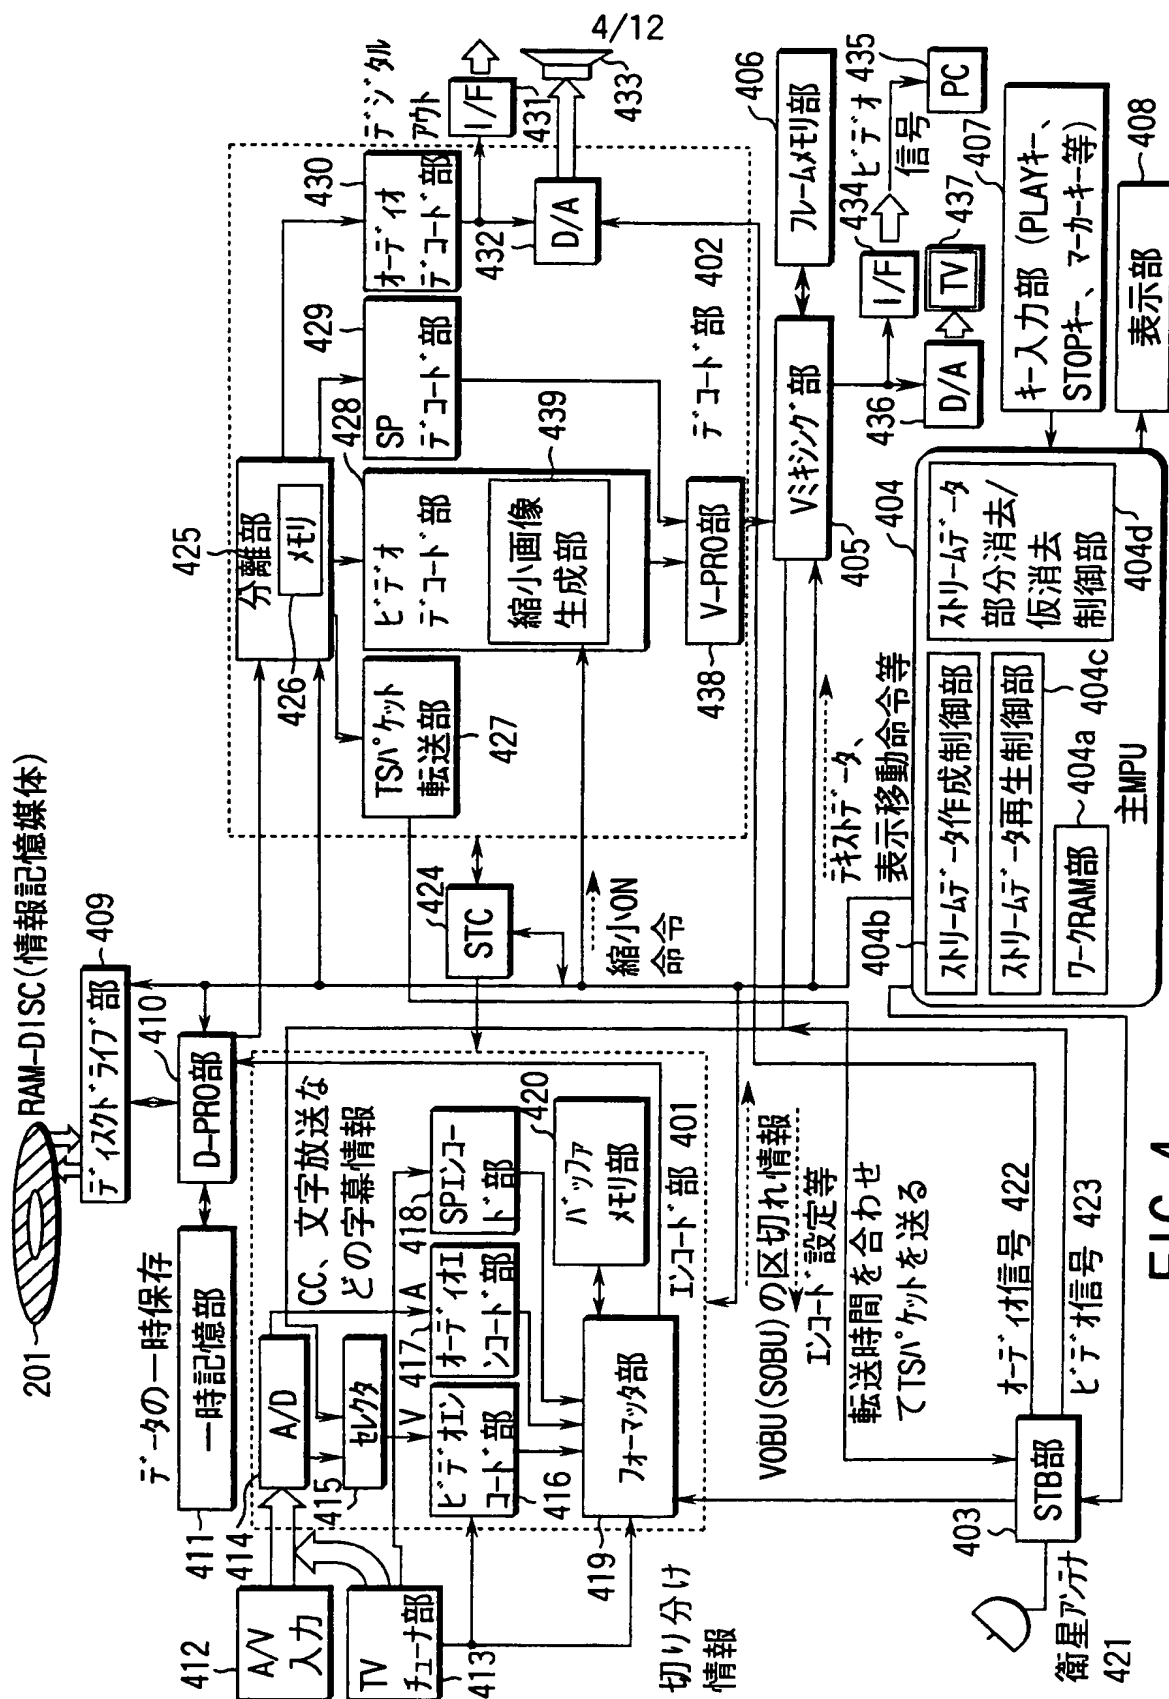 4/12
RAM-DISC(情報記憶媒体)
201
ディスクドライブ部
409
D-PRO部
410
データの一時保存
一時記憶部
411
A/V
入力
412
TV
チューナ部
413
切り分け
情報
A/D
414
セレクタ
415
CC、文字放送な
どの字幕情報
V
A
ビデオエン
コード部
416
オーディオエ
ンコード部
417
SPエンコー
ド部
418
フォーマッタ部
419
バッファ
メモリ部
420
エンコード部 401
VOBU(SOBU)の区切れ情報
エンコード設定等
転送時間を合わせ
てTSパケットを送る
衛星アンテナ
421
STB部
403
オーディオ信号 422
ビデオ信号 423
STC
424
縮小ON
命令
分離部
425
メモリ
426
TSパケット
転送部
427
ビデオ
デコード部
428
縮小画像
生成部
439
SP
デコード部
429
オーディオ
デコード部
430
デジタル
アウト
I/F
431
D/A
432
433
デコード部 402
V-PRO部
438
Vミキシング部
405
フレームメモリ部
406
I/F
434
ビデオ
信号
PC
435
D/A
436
TV
437
テキストデータ、
表示移動命令等
キー入力部(PLAYキー、
STOPキー、マーカーキー等)
407
表示部
408
404
主MPU
ストリームデータ作成制御部
404b
ストリームデータ再生制御部
404c
ワークRAM部
404a
ストリームデータ
部分消去/
仮消去
制御部
404d
FIG. 4